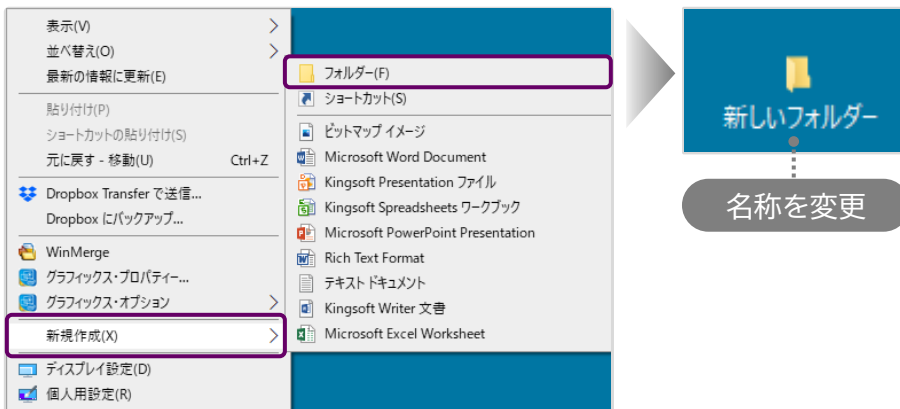 表示(V)
並べ替え(O)
最新の情報に更新(E)
貼り付け(P)
ショートカットの貼り付け(S)
元に戻す - 移動(U) Ctrl+Z
Dropbox Transfer で送信...
Dropbox にバックアップ...
WinMerge
グラフィックス・プロパティー...
グラフィックス・オプション
新規作成(X)
ディスプレイ設定(D)
個人用設定(R)
フォルダー(F)
ショートカット(S)
ビットマップ イメージ
Microsoft Word Document
Kingsoft Presentation ファイル
Kingsoft Spreadsheets ワークブック
Microsoft PowerPoint Presentation
Rich Text Format
テキスト ドキュメント
Kingsoft Writer 文書
Microsoft Excel Worksheet
新しいフォルダー
名称を変更